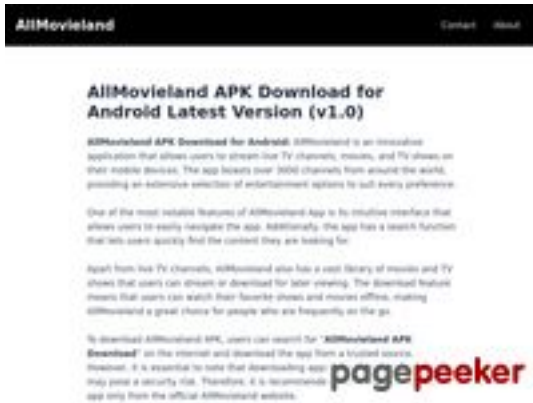 AllMovieland
Contact About
AllMovieland APK Download for
Android Latest Version (v1.0)
AllMovieland APK Download for Android: AllMovieland is an innovative
application that allows users to stream live TV channels, movies, and TV shows on
their mobile devices. The app boasts over 3000 channels from around the world,
providing an extensive selection of entertainment options to suit every preference.
One of the most notable features of AllMovieland App is its intuitive interface that
allows users to easily navigate the app. Additionally, the app has a search function
that lets users quickly find the content they are looking for.
Apart from live TV channels, AllMovieland also has a vast library of movies and TV
shows that users can stream or download for later viewing. The download feature
means that users can watch their favorite shows and movies offline, making
AllMovieland a great choice for people who are frequently on the go.
To download AllMovieland APK, users can search for "AllMovieland APK
Download" on the internet and download the app from a trusted source.
However, it is essential to note that downloading app
may pose a security risk. Therefore, it is recommende
app only from the official AllMovieland website.
pagepeeker